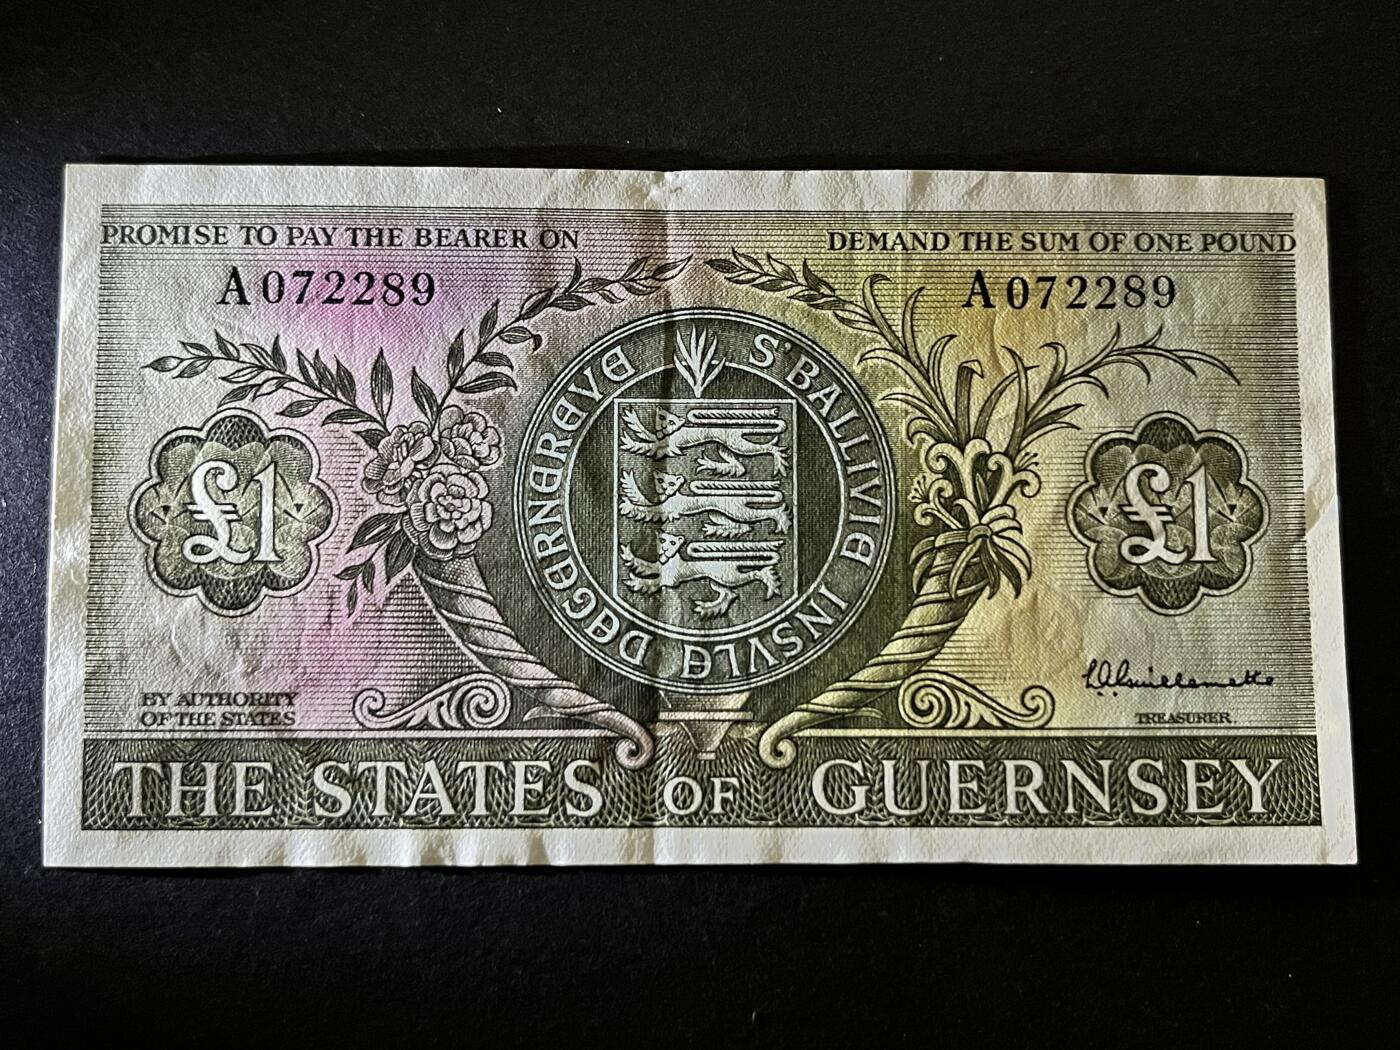 PROMISE TO PAY THE BEARER ON DEMAND THE SUM OF ONE POUND
A072289 A072289
S'BALLIVIE INSVLE DEGERNEREYE
£1 £1
BY AUTHORITY
OF THE STATES
TREASURER.
THE STATES OF GUERNSEY